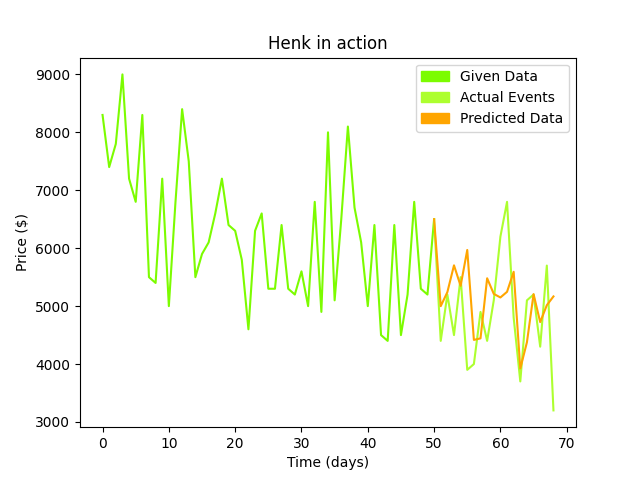 Henk in action
Given Data
Actual Events
Predicted Data
Price ($)
9000
8000
7000
6000
5000
4000
3000
0 10 20 30 40 50 60 70
Time (days)